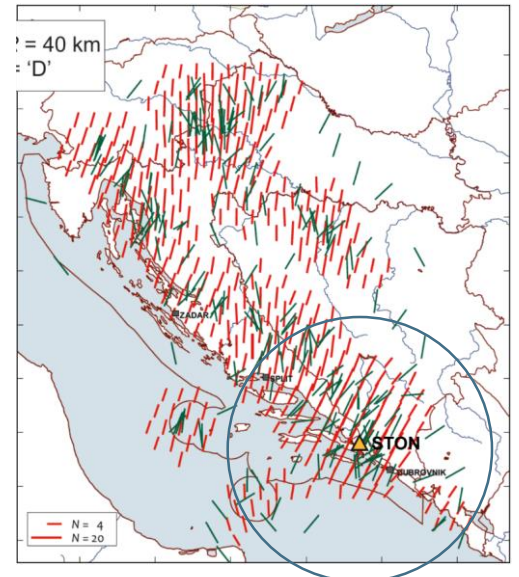 = 40 km
= 'D'
ZADAR
SPLIT
STON
DUBROVNIK
N = 4
N = 20